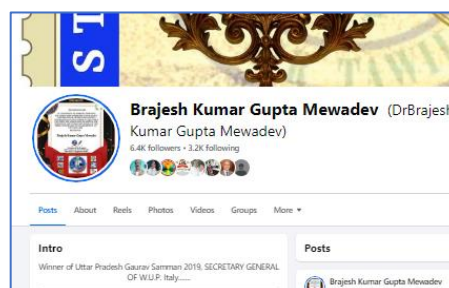 ST
TAW
Brajesh Kumar Gupta Mewadev (DrBrajesh
Kumar Gupta Mewadev)
6.4K followers • 3.2K following
Posts About Reels Photos Videos Groups More
Intro
Winner of Uttar Pradesh Gaurav Samman 2019, SECRETARY GENERAL
OF W.U.P. Italy......
Posts
Brajesh Kumar Gupta Mewadev